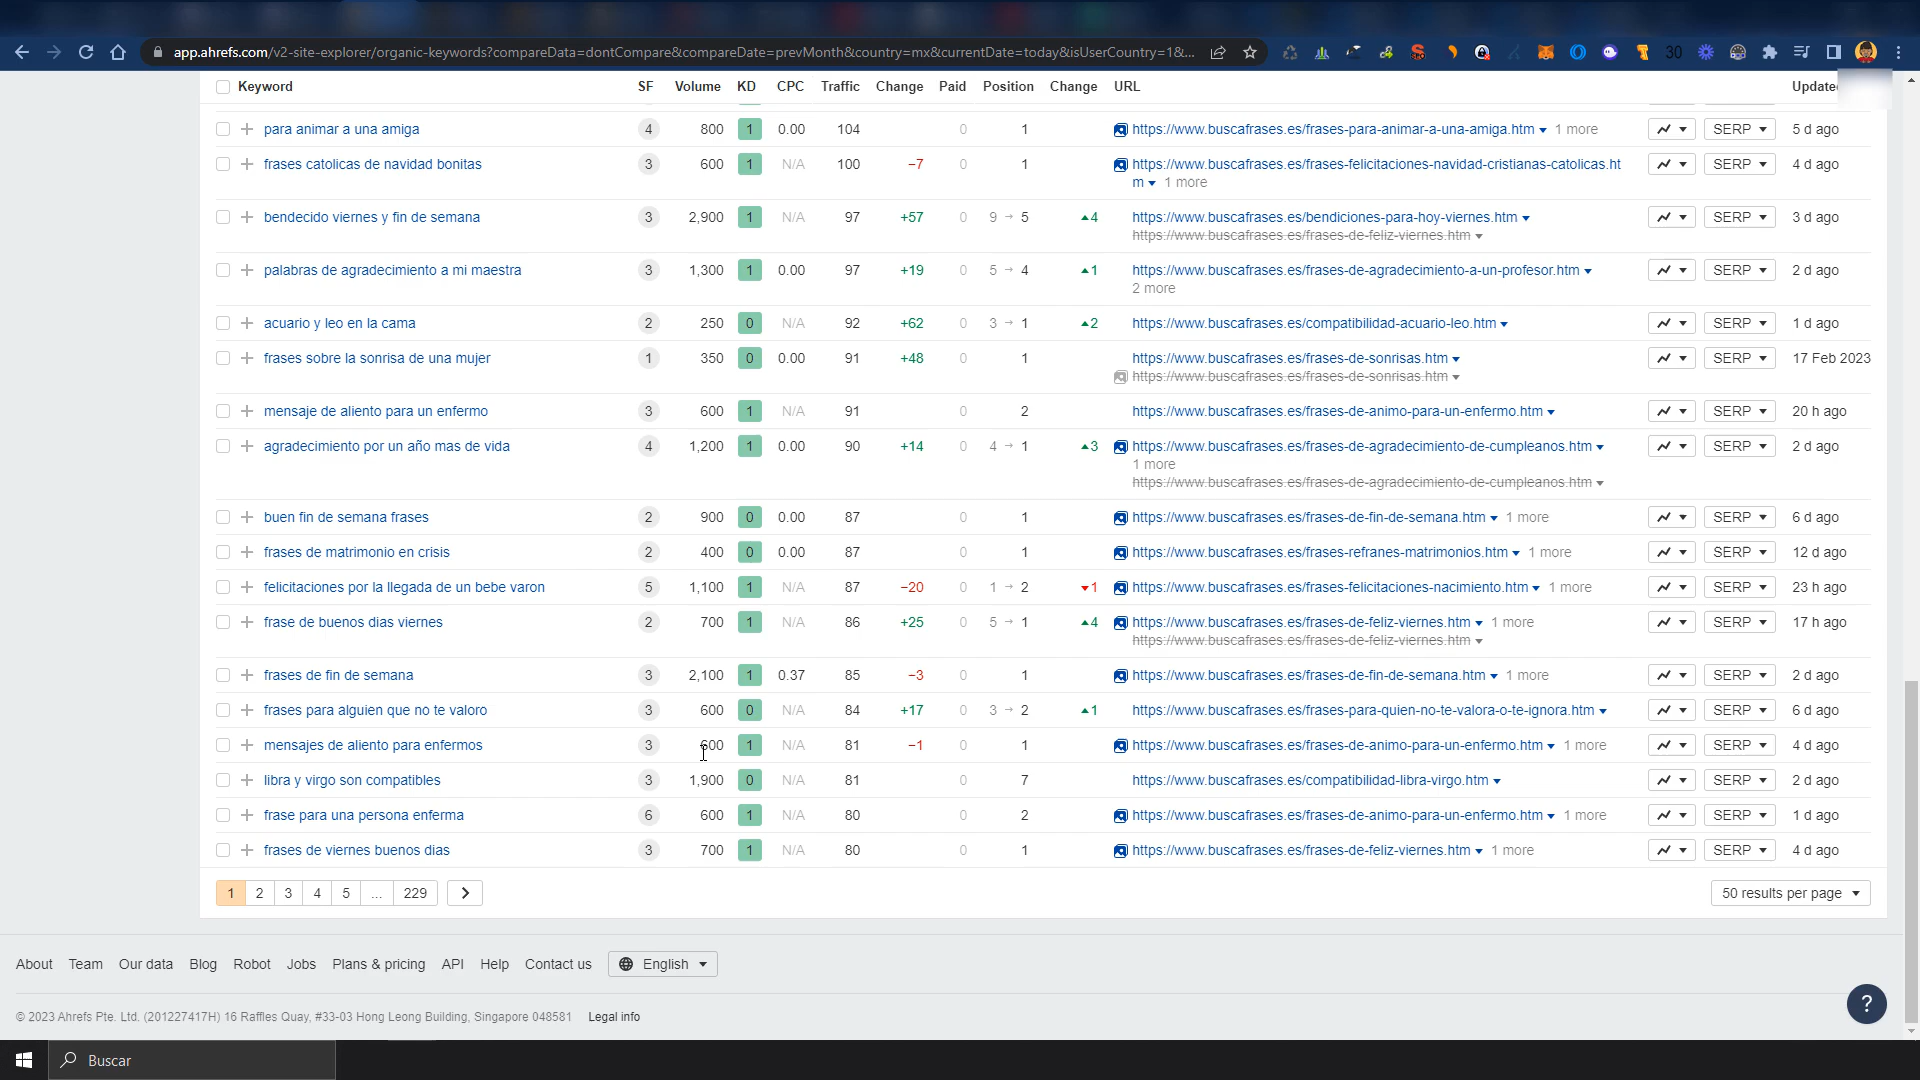 app.ahrefs.com/v2-site-explorer/organic-keywords?compareData=dontCompare&compareDate=prevMonth&country=mx&currentDate=today&isUserCountry=1&l...
30
Keyword SF Volume KD CPC Traffic Change Paid Position Change URL Update
para animar a una amiga 4 800 1 0.00 104 0 1 https://www.buscafrases.es/frases-para-animar-a-una-amiga.htm 1 more SERP 5 d ago
frases catolicas de navidad bonitas 3 600 1 N/A 100 −7 0 1 https://www.buscafrases.es/frases-felicitaciones-navidad-cristianas-catolicas.ht SERP 4 d ago
m 1 more
bendecido viernes y fin de semana 3 2,900 1 N/A 97 +57 0 9 → 5 ▲4 https://www.buscafrases.es/bendiciones-para-hoy-viernes.htm SERP 3 d ago
https://www.buscafrases.es/frases-de-feliz-viernes.htm
palabras de agradecimiento a mi maestra 3 1,300 1 0.00 97 +19 0 5 → 4 ▲1 https://www.buscafrases.es/frases-de-agradecimiento-a-un-profesor.htm SERP 2 d ago
2 more
acuario y leo en la cama 2 250 0 N/A 92 +62 0 3 → 1 ▲2 https://www.buscafrases.es/compatibilidad-acuario-leo.htm SERP 1 d ago
frases sobre la sonrisa de una mujer 1 350 0 0.00 91 +48 0 1 https://www.buscafrases.es/frases-de-sonrisas.htm SERP 17 Feb 2023
https://www.buscafrases.es/frases-de-sonrisas.htm
mensaje de aliento para un enfermo 3 600 1 N/A 91 0 2 https://www.buscafrases.es/frases-de-animo-para-un-enfermo.htm SERP 20 h ago
agradecimiento por un año mas de vida 4 1,200 1 0.00 90 +14 0 4 → 1 ▲3 https://www.buscafrases.es/frases-de-agradecimiento-de-cumpleanos.htm SERP 2 d ago
1 more
https://www.buscafrases.es/frases-de-agradecimiento-de-cumpleanos.htm
buen fin de semana frases 2 900 0 0.00 87 0 1 https://www.buscafrases.es/frases-de-fin-de-semana.htm 1 more SERP 6 d ago
frases de matrimonio en crisis 2 400 0 0.00 87 0 1 https://www.buscafrases.es/frases-refranes-matrimonios.htm 1 more SERP 12 d ago
felicitaciones por la llegada de un bebe varon 5 1,100 1 N/A 87 −20 0 1 → 2 ▼1 https://www.buscafrases.es/frases-felicitaciones-nacimiento.htm 1 more SERP 23 h ago
frase de buenos dias viernes 2 700 1 N/A 86 +25 0 5 → 1 ▲4 https://www.buscafrases.es/frases-de-feliz-viernes.htm 1 more SERP 17 h ago
https://www.buscafrases.es/frases-de-feliz-viernes.htm
frases de fin de semana 3 2,100 1 0.37 85 −3 0 1 https://www.buscafrases.es/frases-de-fin-de-semana.htm 1 more SERP 2 d ago
frases para alguien que no te valoro 3 600 0 N/A 84 +17 0 3 → 2 ▲1 https://www.buscafrases.es/frases-para-quien-no-te-valora-o-te-ignora.htm SERP 6 d ago
mensajes de aliento para enfermos 3 600 1 N/A 81 −1 0 1 https://www.buscafrases.es/frases-de-animo-para-un-enfermo.htm 1 more SERP 4 d ago
libra y virgo son compatibles 3 1,900 0 N/A 81 0 7 https://www.buscafrases.es/compatibilidad-libra-virgo.htm SERP 2 d ago
frase para una persona enferma 6 600 1 N/A 80 0 2 https://www.buscafrases.es/frases-de-animo-para-un-enfermo.htm 1 more SERP 1 d ago
frases de viernes buenos dias 3 700 1 N/A 80 0 1 https://www.buscafrases.es/frases-de-feliz-viernes.htm 1 more SERP 4 d ago
1 2 3 4 5 ... 229 50 results per page
About Team Our data Blog Robot Jobs Plans & pricing API Help Contact us English
© 2023 Ahrefs Pte. Ltd. (201227417H) 16 Raffles Quay, #33-03 Hong Leong Building, Singapore 048581 Legal info
?
Buscar